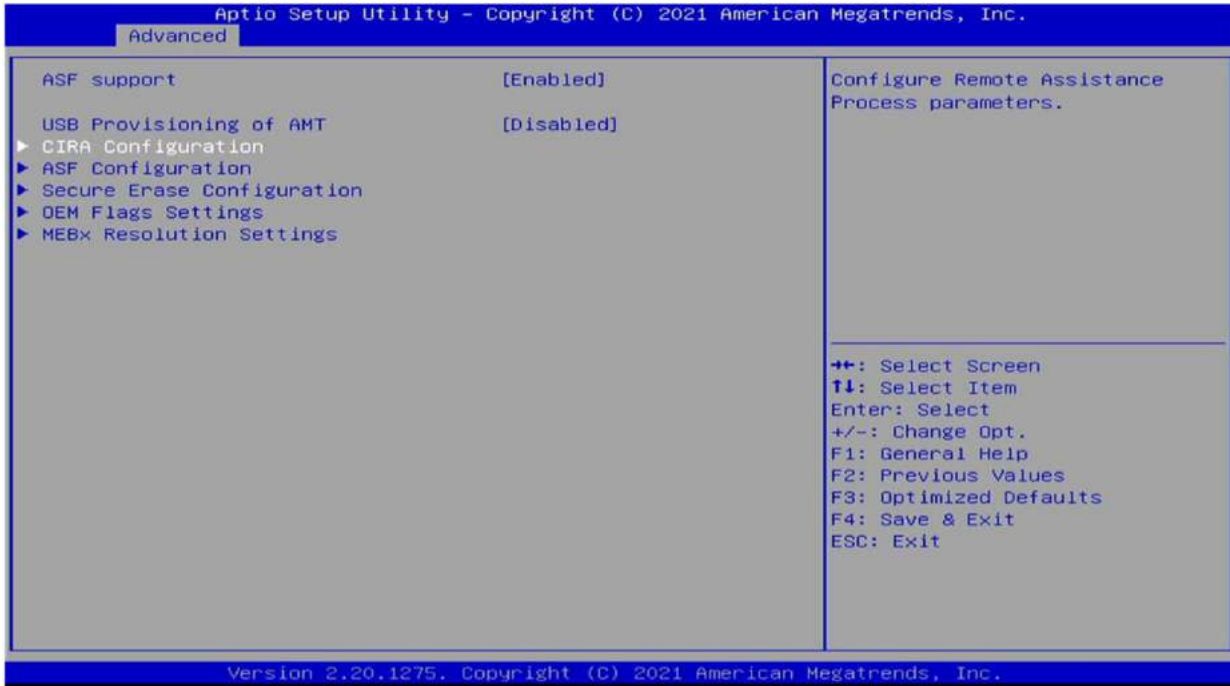 Aptio Setup Utility – Copyright (C) 2021 American Megatrends, Inc.
Advanced
ASF support [Enabled]
USB Provisioning of AMT [Disabled]
► CIRA Configuration
► ASF Configuration
► Secure Erase Configuration
► OEM Flags Settings
► MEBx Resolution Settings
Configure Remote Assistance
Process parameters.
→←: Select Screen
↑↓: Select Item
Enter: Select
+/-: Change Opt.
F1: General Help
F2: Previous Values
F3: Optimized Defaults
F4: Save & Exit
ESC: Exit
Version 2.20.1275. Copyright (C) 2021 American Megatrends, Inc.